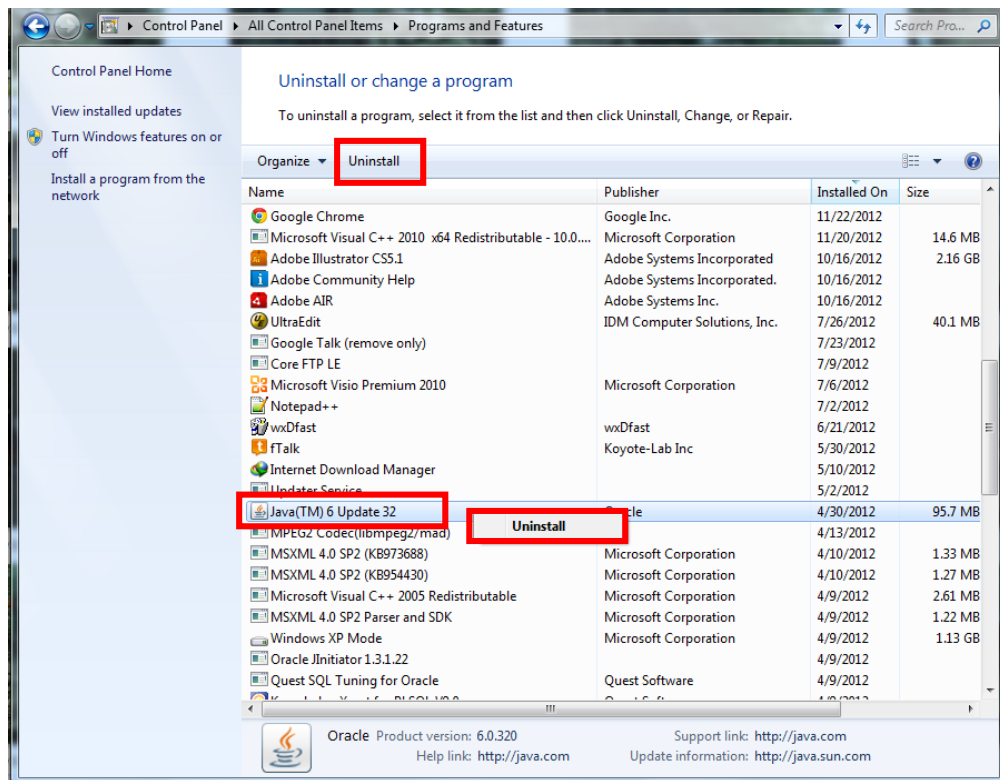 Control Panel All Control Panel Items Programs and Features Search Pro...
Control Panel Home
View installed updates
Turn Windows features on or
off
Install a program from the
network
Uninstall or change a program
To uninstall a program, select it from the list and then click Uninstall, Change, or Repair.
Organize Uninstall
Name Publisher Installed On Size
Google Chrome Google Inc. 11/22/2012
Microsoft Visual C++ 2010 x64 Redistributable - 10.0.... Microsoft Corporation 11/20/2012 14.6 MB
Adobe Illustrator CS5.1 Adobe Systems Incorporated 10/16/2012 2.16 GB
Adobe Community Help Adobe Systems Incorporated. 10/16/2012
Adobe AIR Adobe Systems Inc. 10/16/2012
UltraEdit IDM Computer Solutions, Inc. 7/26/2012 40.1 MB
Google Talk (remove only) 7/23/2012
Core FTP LE 7/9/2012
Microsoft Visio Premium 2010 Microsoft Corporation 7/6/2012
Notepad++ 7/2/2012
wxDfast wxDfast 6/21/2012
fTalk Koyote-Lab Inc 5/30/2012
Internet Download Manager 5/10/2012
Updater Service 5/2/2012
Java(TM) 6 Update 32 4/30/2012 95.7 MB
Uninstall
MPEG2 Codec(libmpeg2/mad) 4/13/2012
MSXML 4.0 SP2 (KB973688) Microsoft Corporation 4/10/2012 1.33 MB
MSXML 4.0 SP2 (KB954430) Microsoft Corporation 4/10/2012 1.27 MB
Microsoft Visual C++ 2005 Redistributable Microsoft Corporation 4/9/2012 2.61 MB
MSXML 4.0 SP2 Parser and SDK Microsoft Corporation 4/9/2012 1.22 MB
Windows XP Mode Microsoft Corporation 4/9/2012 1.13 GB
Oracle JInitiator 1.3.1.22 4/9/2012
Quest SQL Tuning for Oracle Quest Software 4/9/2012
Oracle Product version: 6.0.320 Support link: http://java.com
Help link: http://java.com Update information: http://java.sun.com